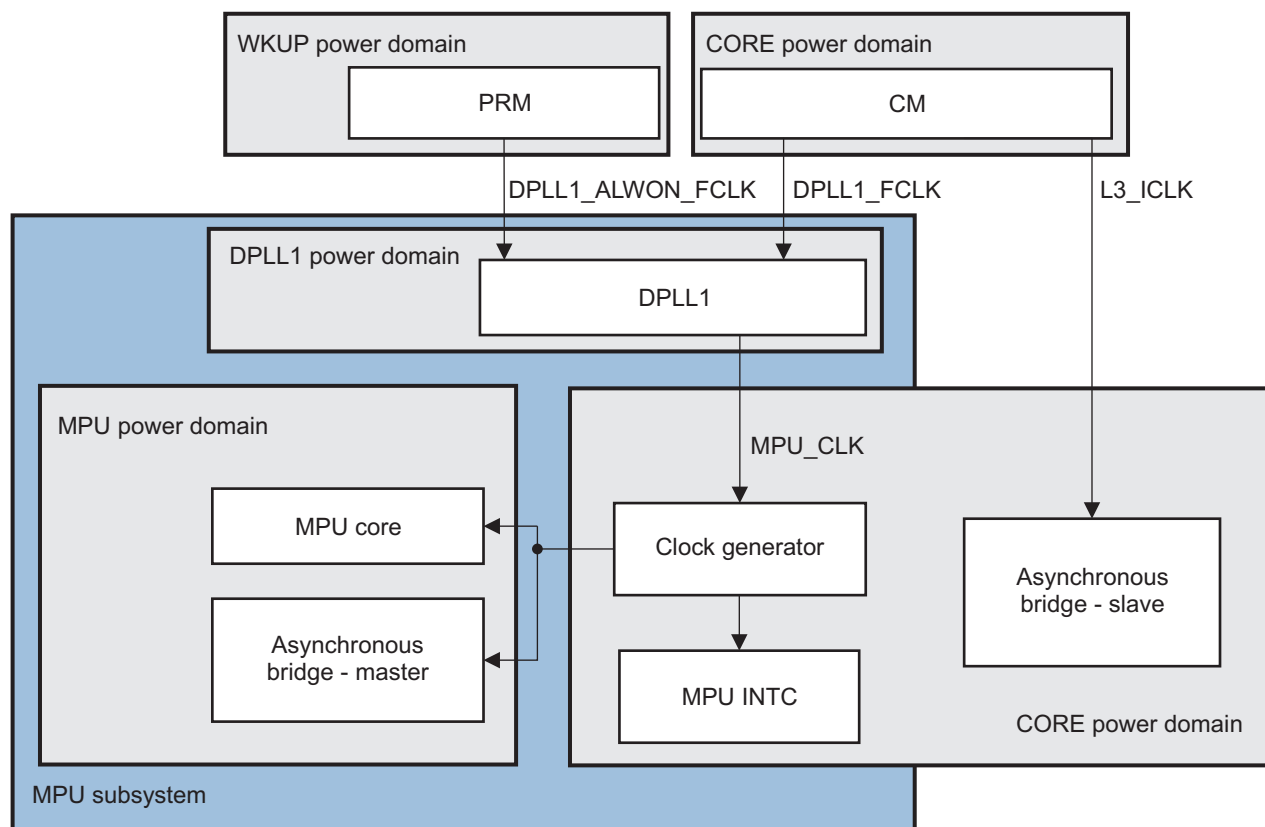 WKUP power domain
PRM
CORE power domain
CM
DPLL1_ALWON_FCLK
DPLL1_FCLK
L3_ICLK
DPLL1 power domain
DPLL1
MPU power domain
MPU_CLK
MPU core
Clock generator
Asynchronous
bridge - slave
Asynchronous
bridge - master
MPU INTC
CORE power domain
MPU subsystem